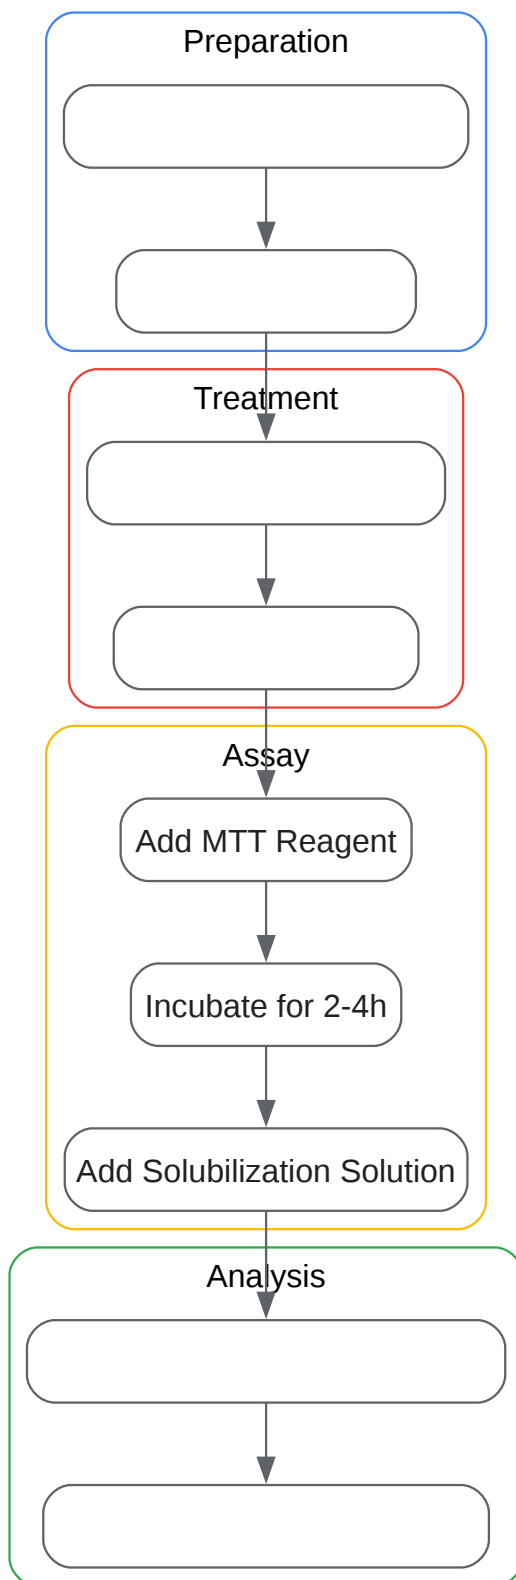 Preparation
Treatment
Assay
Add MTT Reagent
Incubate for 2-4h
Add Solubilization Solution
Analysis